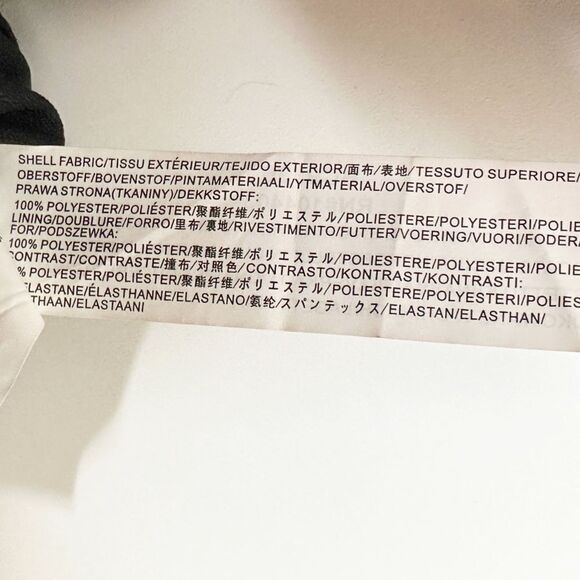 SHELL FABRIC/TISSU EXTÉRIEUR/TEJIDO EXTERIOR/面布/表地/TESSUTO SUPERIORE/
OBERSTOFF/BOVENSTOF/PINTAMATERIAALI/YTMATERIAL/OVERSTOF/
PRAWA STRONA(TKANINY)/DEKKSTOFF:
100% POLYESTER/POLIÉSTER/聚酯纤维/ポリエステル/POLIESTERE/POLYESTERI/POLIE
LINING/DOUBLURE/FORRO/里布/裏地/RIVESTIMENTO/FUTTER/VOERING/VUORI/FODER/
FOR/PODSZEWKA:
100% POLYESTER/POLIÉSTER/聚酯纤维/ポリエステル/POLIESTERE/POLYESTERI/POLIES
CONTRAST/CONTRASTE/撞布/対照色/CONTRASTO/KONTRAST/KONTRASTI:
% POLYESTER/POLIÉSTER/聚酯纤维/ポリエステル/POLIESTERE/POLYESTERI/POLIES
ELASTANE/ÉLASTHANNE/ELASTANO/氨纶/スパンテックス/ELASTAN/ELASTHAN/
ASTHAAN/ELASTAANI